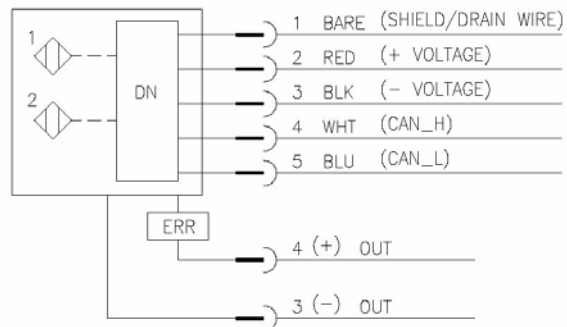 1 BARE (SHIELD/DRAIN WIRE)
1
2 RED (+ VOLTAGE)
DN
3 BLK (- VOLTAGE)
2
4 WHT (CAN_H)
5 BLU (CAN_L)
ERR
4 (+) OUT
3 (-) OUT